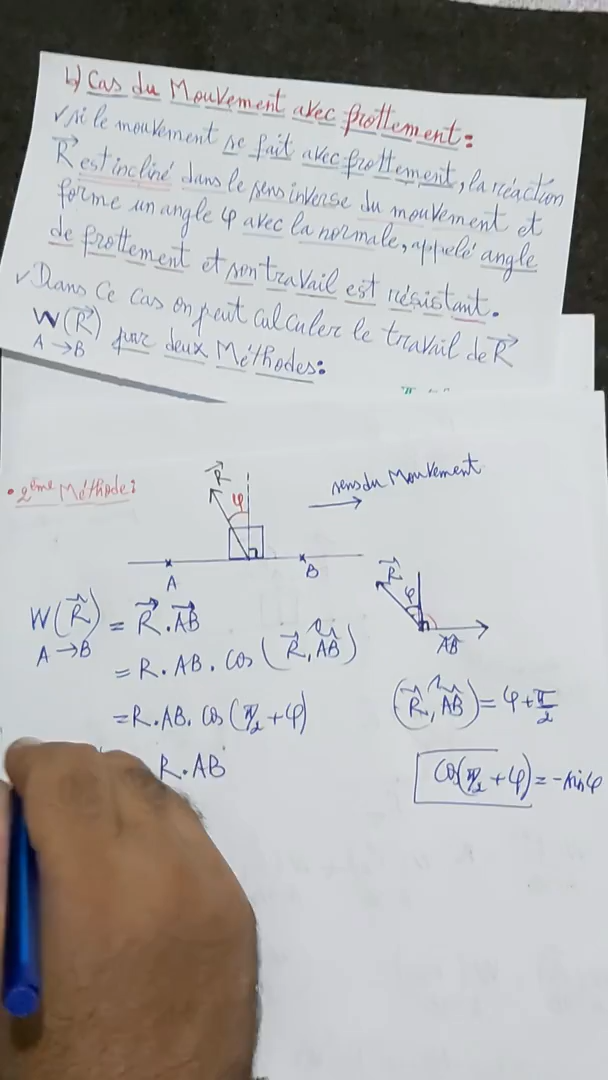 b) Cas du Mouvement avec frottement:
✓ si le mouvement se fait avec frottement, la réaction
R⃗ est incliné dans le sens inverse du mouvement et
forme un angle φ avec la normale, appelé angle
de frottement et son travail est résistant.
✓ Dans ce cas on peut calculer le travail de R⃗
W(R⃗) par deux Méthodes:
A→B
• 2ème Méthode:
R⃗
φ
sens du Mouvement
A
B
R⃗
φ
AB⃗
W(R⃗) = R⃗.AB⃗
A→B
= R.AB.cos(R⃗,AB⃗)
= R.AB.cos(π/2+φ)
R.AB
(R⃗,AB⃗) = φ+π/2
cos(π/2+φ) = -sinφ